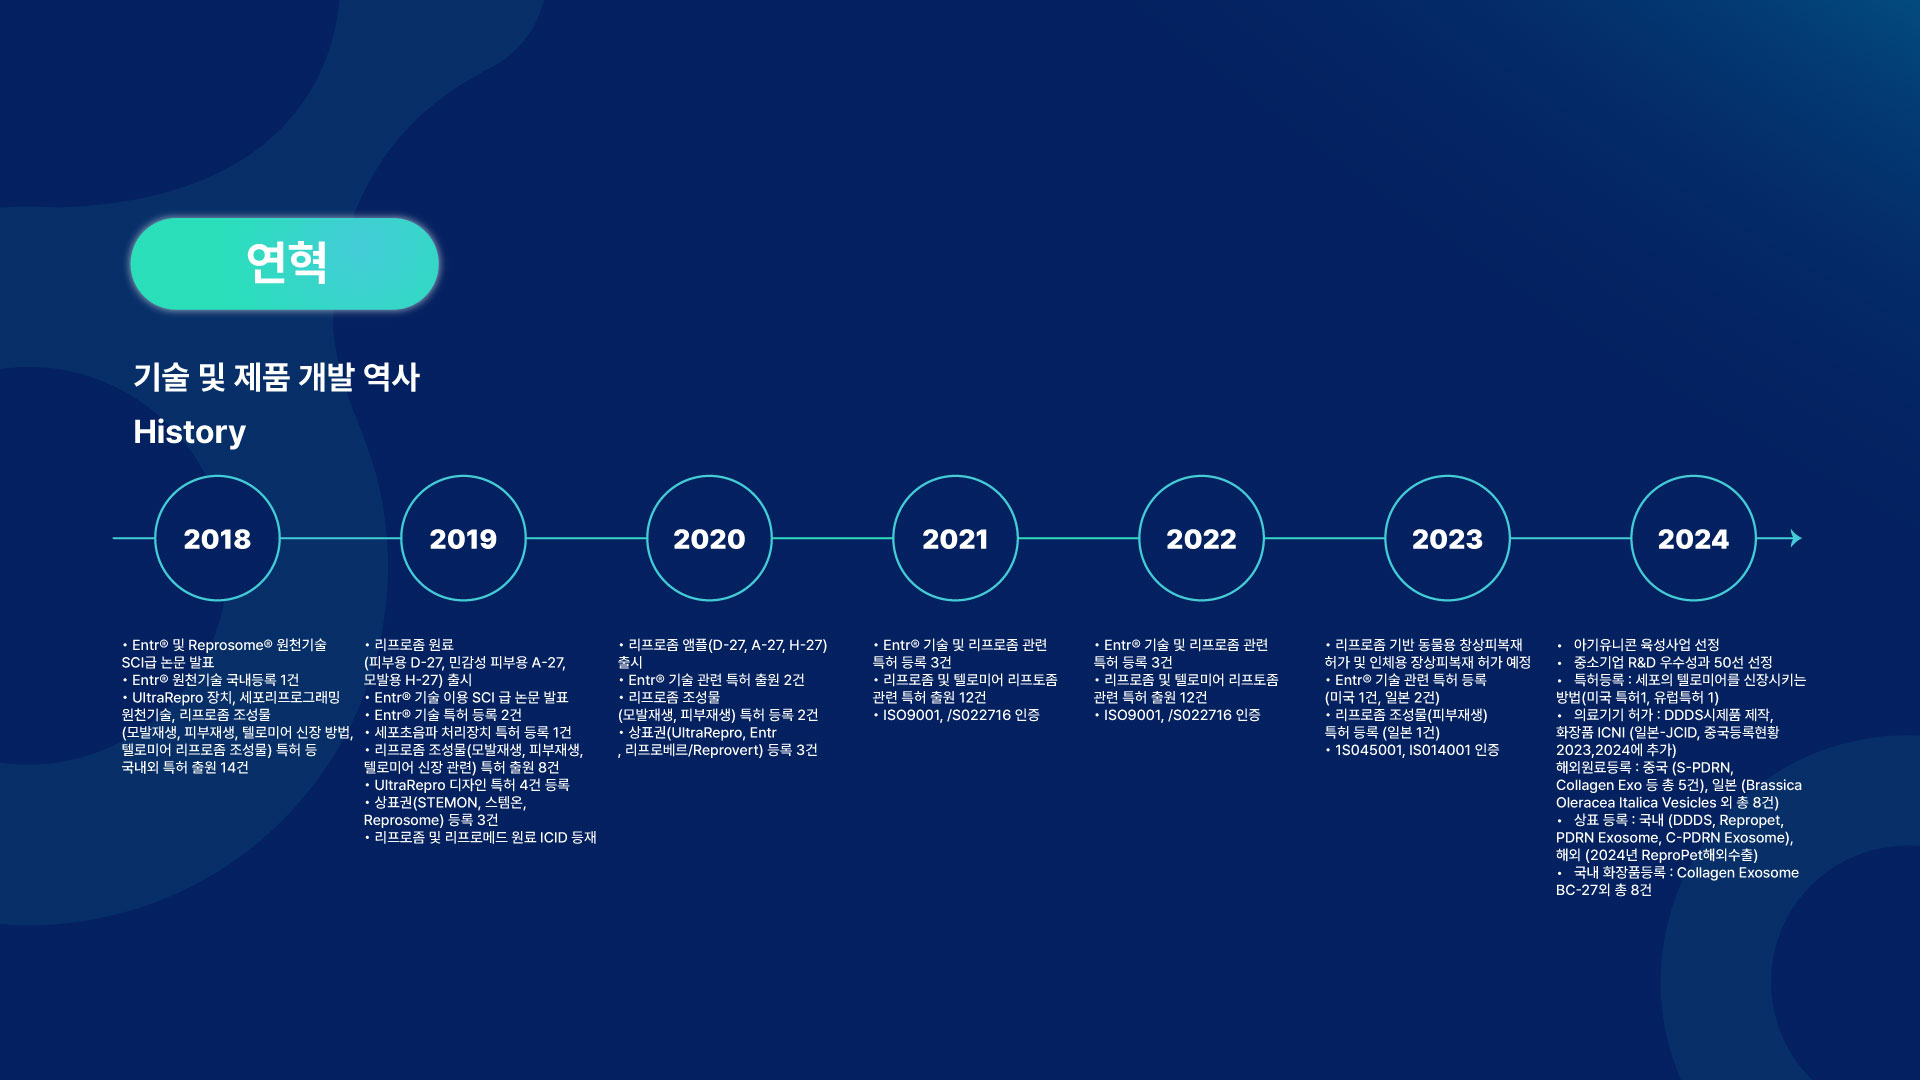 연혁
기술 및 제품 개발 역사
History
2018
2019
2020
2021
2022
2023
2024
• Entr® 및 Reprosome® 원천기술
SCI급 논문 발표
• Entr® 원천기술 국내등록 1건
• UltraRepro 장치, 세포리프로그래밍
원천기술, 리프로좀 조성물
(모발재생, 피부재생, 텔로미어 신장 방법,
텔로미어 리프로좀 조성물) 특허 등
국내외 특허 출원 14건
• 리프로좀 원료
(피부용 D-27, 민감성 피부용 A-27,
모발용 H-27) 출시
• Entr® 기술 이용 SCI 급 논문 발표
• Entr® 기술 특허 등록 2건
• 세포초음파 처리장치 특허 등록 1건
• 리프로좀 조성물(모발재생, 피부재생,
텔로미어 신장 관련) 특허 출원 8건
• UltraRepro 디자인 특허 4건 등록
• 상표권(STEMON, 스템온,
Reprosome) 등록 3건
• 리프로좀 및 리프로메드 원료 ICID 등재
• 리프로좀 앰플(D-27, A-27, H-27)
출시
• Entr® 기술 관련 특허 출원 2건
• 리프로좀 조성물
(모발재생, 피부재생) 특허 등록 2건
• 상표권(UltraRepro, Entr
, 리프로베르/Reprovert) 등록 3건
• Entr® 기술 및 리프로좀 관련
특허 등록 3건
• 리프로좀 및 텔로미어 리프토좀
관련 특허 출원 12건
• ISO9001, /S022716 인증
• Entr® 기술 및 리프로좀 관련
특허 등록 3건
• 리프로좀 및 텔로미어 리프토좀
관련 특허 출원 12건
• ISO9001, /S022716 인증
• 리프로좀 기반 동물용 창상피복재
허가 및 인체용 장상피복재 허가 예정
• Entr® 기술 관련 특허 등록
(미국 1건, 일본 2건)
• 리프로좀 조성물(피부재생)
특허 등록 (일본 1건)
• 1S045001, IS014001 인증
• 아기유니콘 육성사업 선정
• 중소기업 R&D 우수성과 50선 선정
• 특허등록 : 세포의 텔로미어를 신장시키는
방법(미국 특허1, 유럽특허 1)
• 의료기기 허가 : DDDS시제품 제작,
화장품 ICNI (일본-JCID, 중국등록현황
2023,2024에 추가)
해외원료등록 : 중국 (S-PDRN,
Collagen Exo 등 총 5건), 일본 (Brassica
Oleracea Italica Vesicles 외 총 8건)
• 상표 등록 : 국내 (DDDS, Repropet,
PDRN Exosome, C-PDRN Exosome),
해외 (2024년 ReproPet해외수출)
• 국내 화장품등록 : Collagen Exosome
BC-27외 총 8건